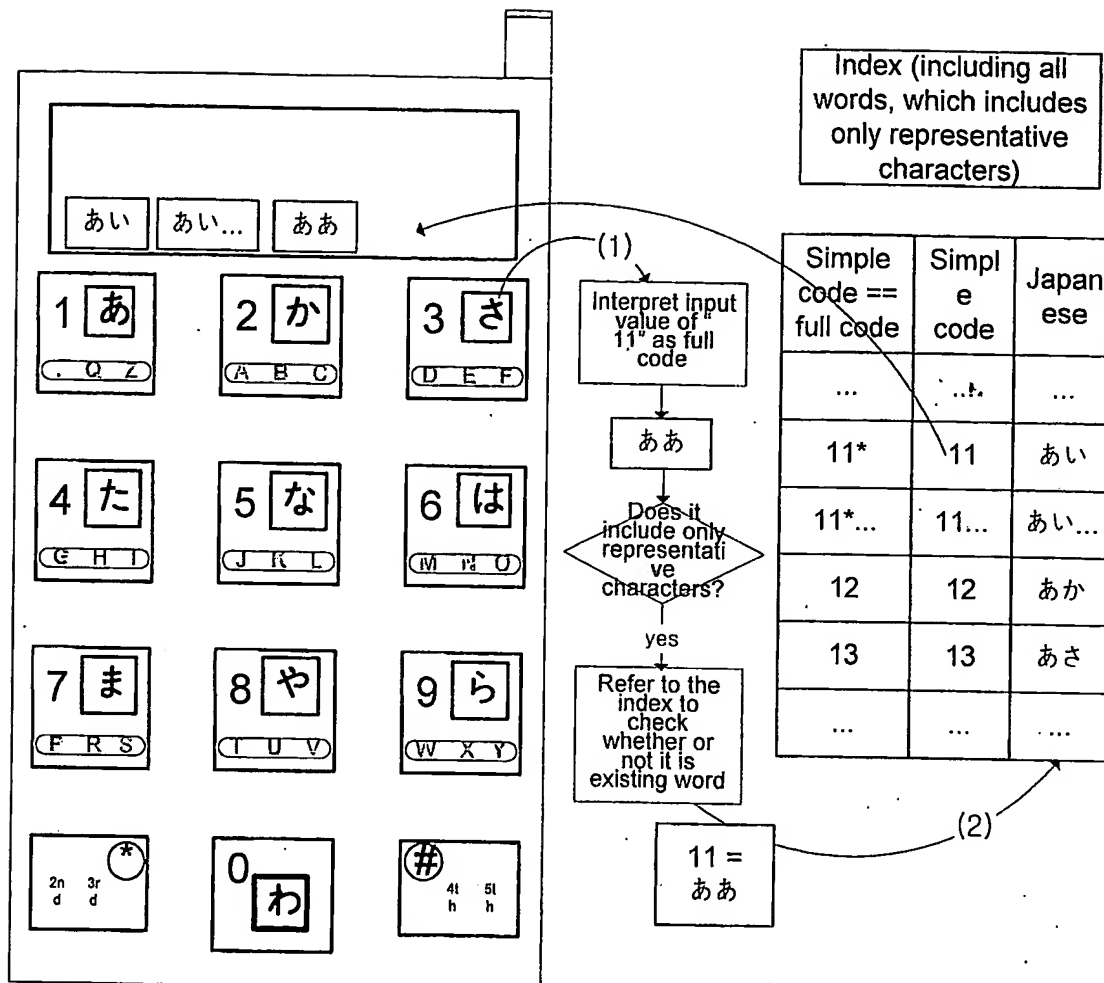 あい あい... ああ
1 あ
. Q Z
2 か
A B C
3 さ
D E F
4 た
G H I
5 な
J K L
6 は
M N O
7 ま
P R S
8 や
T U V
9 ら
W X Y
*
2n 3r
d d
0
わ
#
4t 5t
h h
(1)
Interpret input
value of "
11" as full
code
ああ
Does it
include only
representati
ve
characters?
yes
Refer to the
index to
check
whether or
not it is
existing word
11 =
ああ
(2)
Index (including all
words, which includes
only representative
characters)
Simple
code ==
full code
Simpl
e
code
Japan
ese
... ... ...
11* 11 あい
11*... 11... あい...
12 12 あか
13 13 あさ
... ... ...